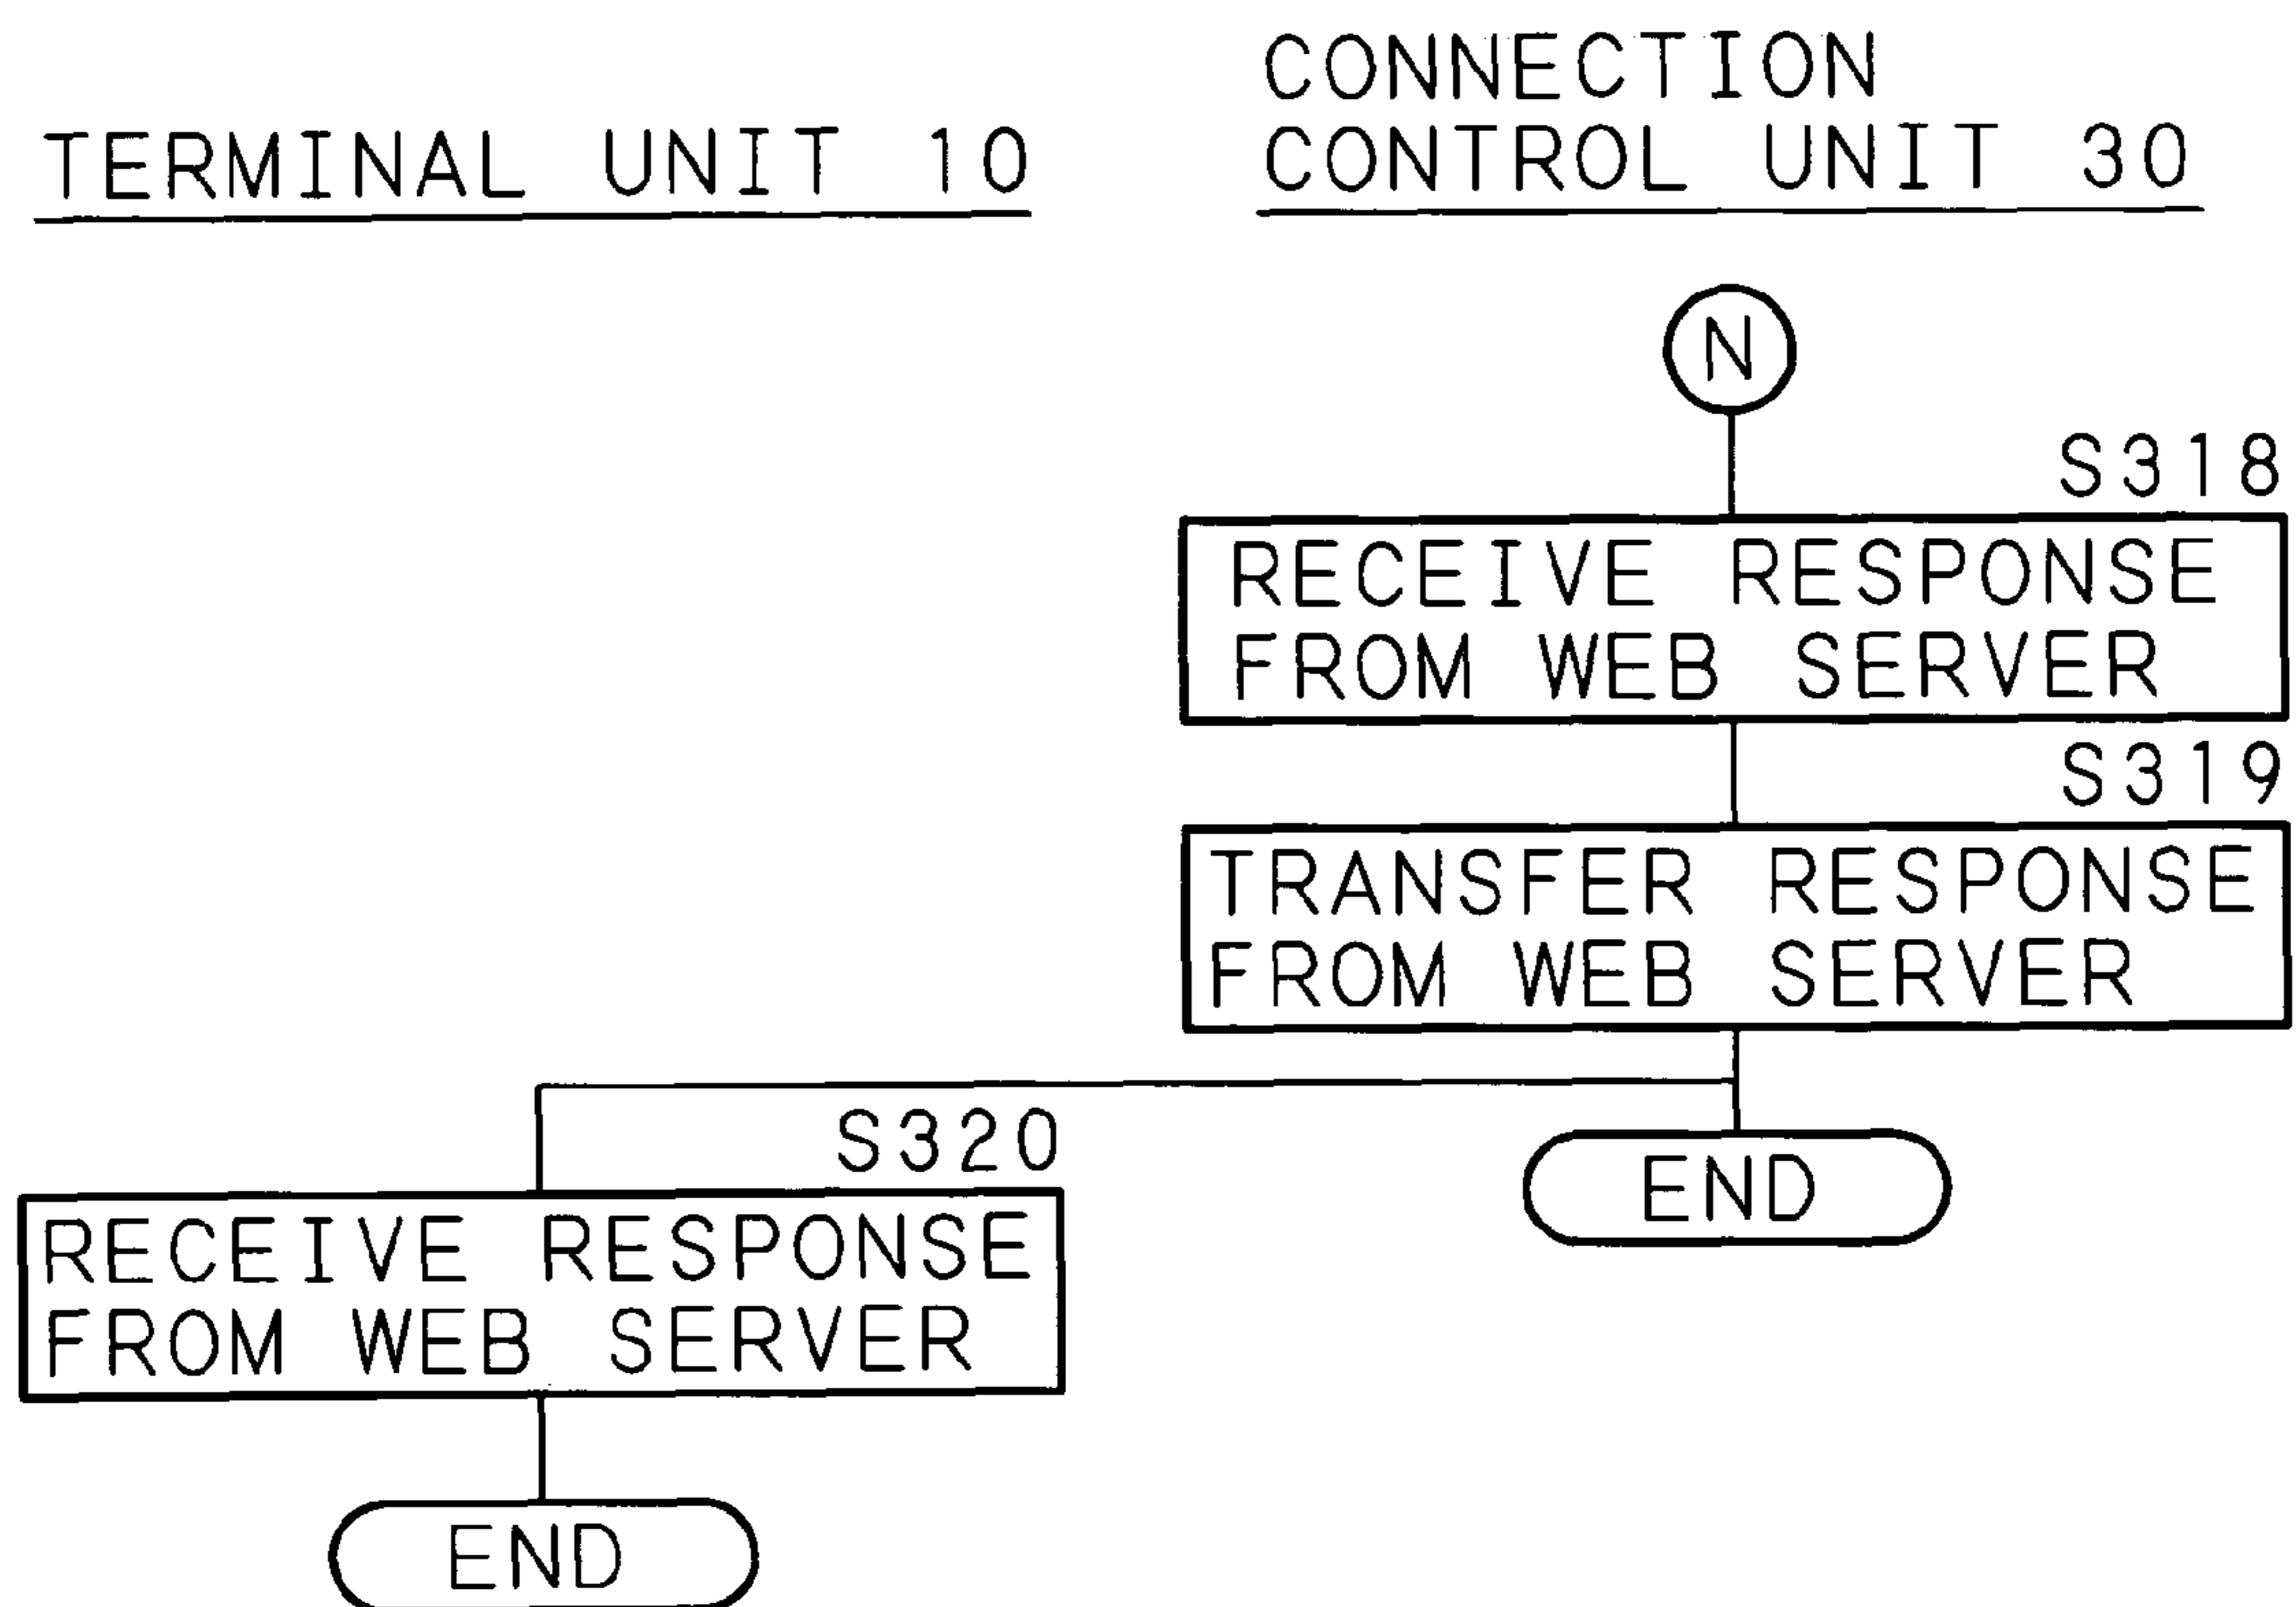 TERMINAL UNIT 10
CONNECTION
CONTROL UNIT 30
N
S318
RECEIVE RESPONSE
FROM WEB SERVER
S319
TRANSFER RESPONSE
FROM WEB SERVER
S320
RECEIVE RESPONSE
FROM WEB SERVER
END
END